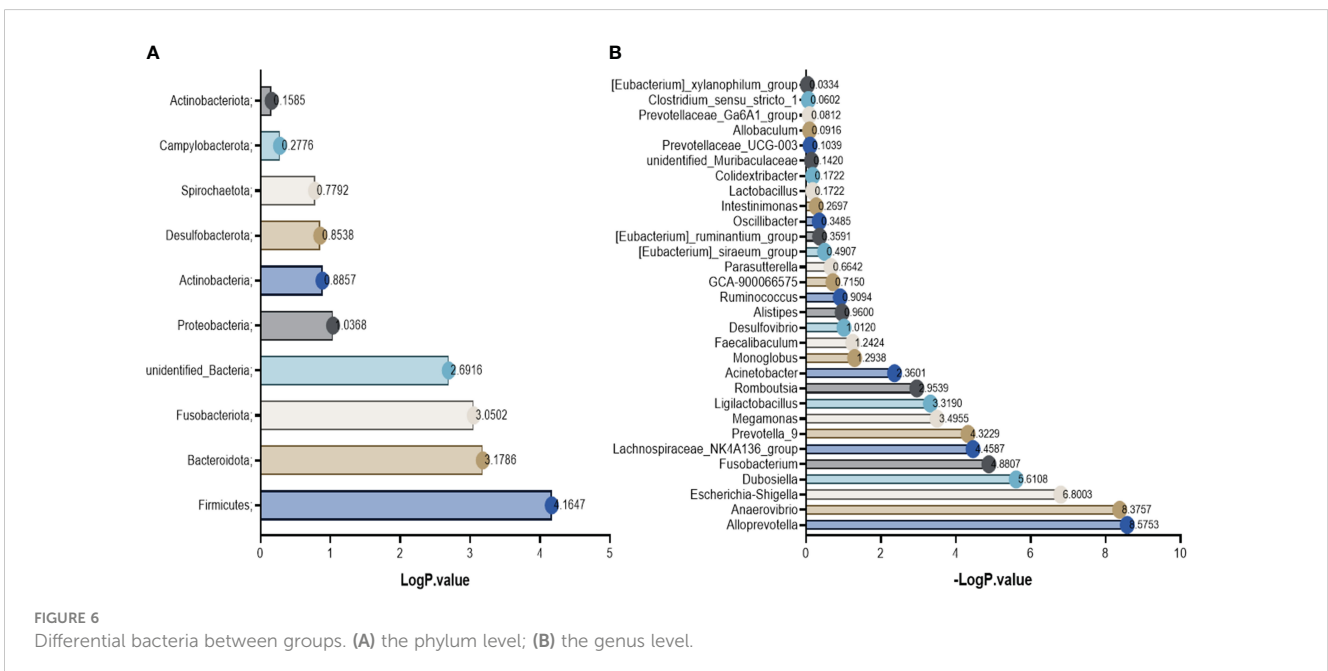 A
Actinobacteriota; 0.1585
Campylobacterota; 0.2776
Spirochaetota; 0.7792
Desulfobacterota; 0.8538
Actinobacteria; 0.8857
Proteobacteria; 1.0368
unidentified_Bacteria; 2.6916
Fusobacteriota; 3.0502
Bacteroidota; 3.1786
Firmicutes; 4.1647
0 1 2 3 4 5
LogP.value
B
[Eubacterium]_xylanophilum_group 0.0334
Clostridium_sensu_stricto_1 0.0602
Prevotellaceae_Ga6A1_group 0.0812
Allobaculum 0.0916
Prevotellaceae_UCG-003 0.1039
unidentified_Muribaculaceae 0.1420
Colidextribacter 0.1722
Lactobacillus 0.1722
Intestinimonas 0.2697
Oscillibacter 0.3485
[Eubacterium]_ruminantium_group 0.3591
[Eubacterium]_siraeum_group 0.4907
Parasutterella 0.6642
GCA-900066575 0.7150
Ruminococcus 0.9094
Alistipes 0.9600
Desulfovibrio 1.0120
Faecalibaculum 1.2424
Monoglobus 1.2938
Acinetobacter 2.3601
Romboutsia 2.9539
Ligilactobacillus 3.3190
Megamonas 3.4955
Prevotella_9 4.3229
Lachnospiraceae_NK4A136_group 4.4587
Fusobacterium 4.8807
Dubosiella 5.6108
Escherichia-Shigella 6.8003
Anaerovibrio 8.3757
Alloprevotella 8.5753
0 2 4 6 8 10
-LogP.value
FIGURE 6
Differential bacteria between groups. (A) the phylum level; (B) the genus level.